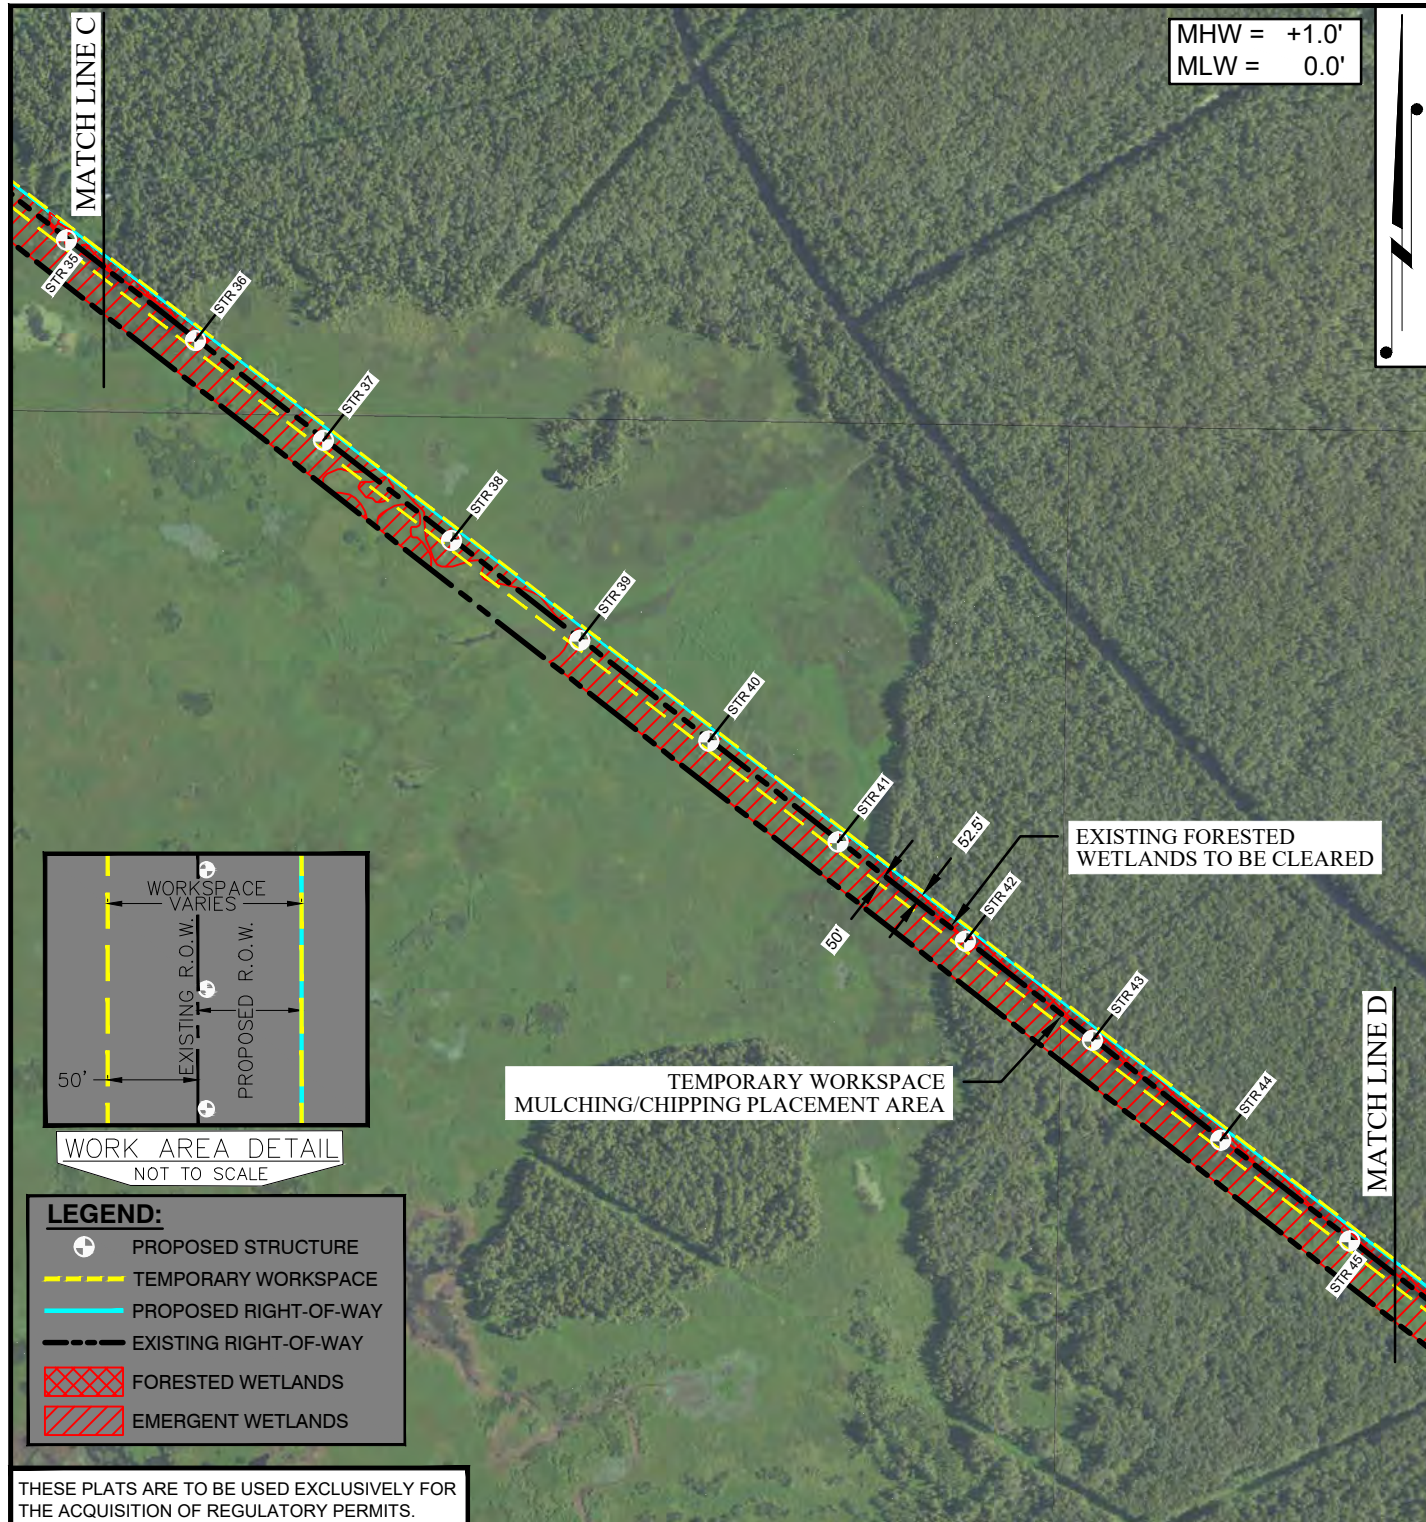 MATCH LINE C
MHW = +1.0'
MLW = 0.0'
STR 35
STR 36
STR 37
STR 38
STR 39
STR 40
STR 41
52.5'
50'
STR 42
EXISTING FORESTED
WETLANDS TO BE CLEARED
STR 43
TEMPORARY WORKSPACE
MULCHING/CHIPPING PLACEMENT AREA
STR 44
STR 45
MATCH LINE D
WORKSPACE
VARIES
EXISTING R.O.W.
PROPOSED R.O.W.
50'
WORK AREA DETAIL
NOT TO SCALE
LEGEND:
PROPOSED STRUCTURE
TEMPORARY WORKSPACE
PROPOSED RIGHT-OF-WAY
EXISTING RIGHT-OF-WAY
FORESTED WETLANDS
EMERGENT WETLANDS
THESE PLATS ARE TO BE USED EXCLUSIVELY FOR
THE ACQUISITION OF REGULATORY PERMITS.